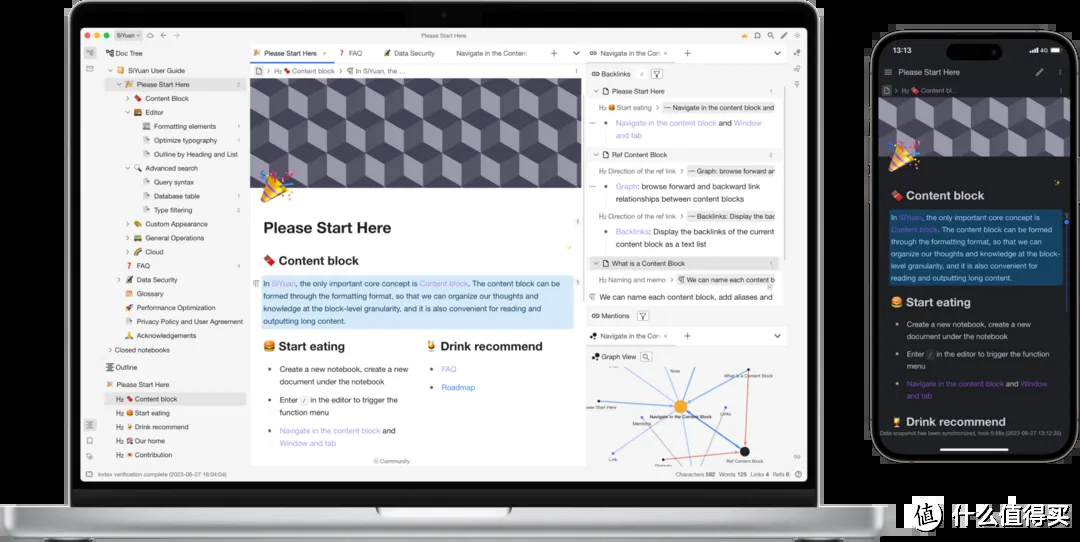 SiYuan
Please Start Here
Doc Tree
SiYuan User Guide
Please Start Here 2
Content Block
Editor
Formatting elements 1
Optimize typography 1
Outline by Heading and List
Advanced search
Query syntax
Database table 1
Type filtering 2
Custom Appearance
General Operations
Cloud
FAQ 1
Data Security
Glossary
Performance Optimization
Privacy Policy and User Agreement
Acknowledgements
Closed notebooks
Outline
Please Start Here
H2 Content block
H2 Start eating
H2 Drink recommend
H2 Our home
H2 Contribution
Index verification complete (2023-06-27 16:04:04)
Please Start Here
FAQ
Data Security
Navigate in the Content
H2 Content block
In SiYuan, the ...
Please Start Here
Content block
In SiYuan, the only important core concept is Content block. The content block can be
formed through the formatting format, so that we can organize our thoughts and
knowledge at the block-level granularity, and it is also convenient for reading and
outputting long content.
Start eating
Create a new notebook, create a new
document under the notebook
Enter / in the editor to trigger the
function menu
Navigate in the content block and
Window and tab
Drink recommend
FAQ
Roadmap
Community
Navigate in the Con
Backlinks
Please Start Here 1
H2 Start eating
Navigate in the content block and
Navigate in the content block and Window
and tab
Ref Content Block 2
H2 Direction of the ref link
Graph: browse forward an
Graph: browse forward and backward link
relationships between content blocks
H2 Direction of the ref link
Backlinks: Display the bac
Backlinks: Display the backlinks of the current
content block as a text list
What is a Content Block
H2 Naming and memo
We can name each content b
We can name each content block, add aliases and
Mentions
Navigate in the Con
Graph View
Note
What is a Content Block
ease Start Here
Navigate in the Content Block
Links
Mentions
Link
Ref Content Block
Characters 592 Words 125 Links 4 Refs 6
13:13
4G
Please Start Here
H2 Content bl...
Content block
In SiYuan, the only important core concept is
Content block. The content block can be formed
through the formatting format, so that we can
organize our thoughts and knowledge at the block-
level granularity, and it is also convenient for
reading and outputting long content.
Start eating
Create a new notebook, create a new
document under the notebook
Enter / in the editor to trigger the function
menu
Navigate in the content block and Window
and tab
Drink recommend
值 什么值得买